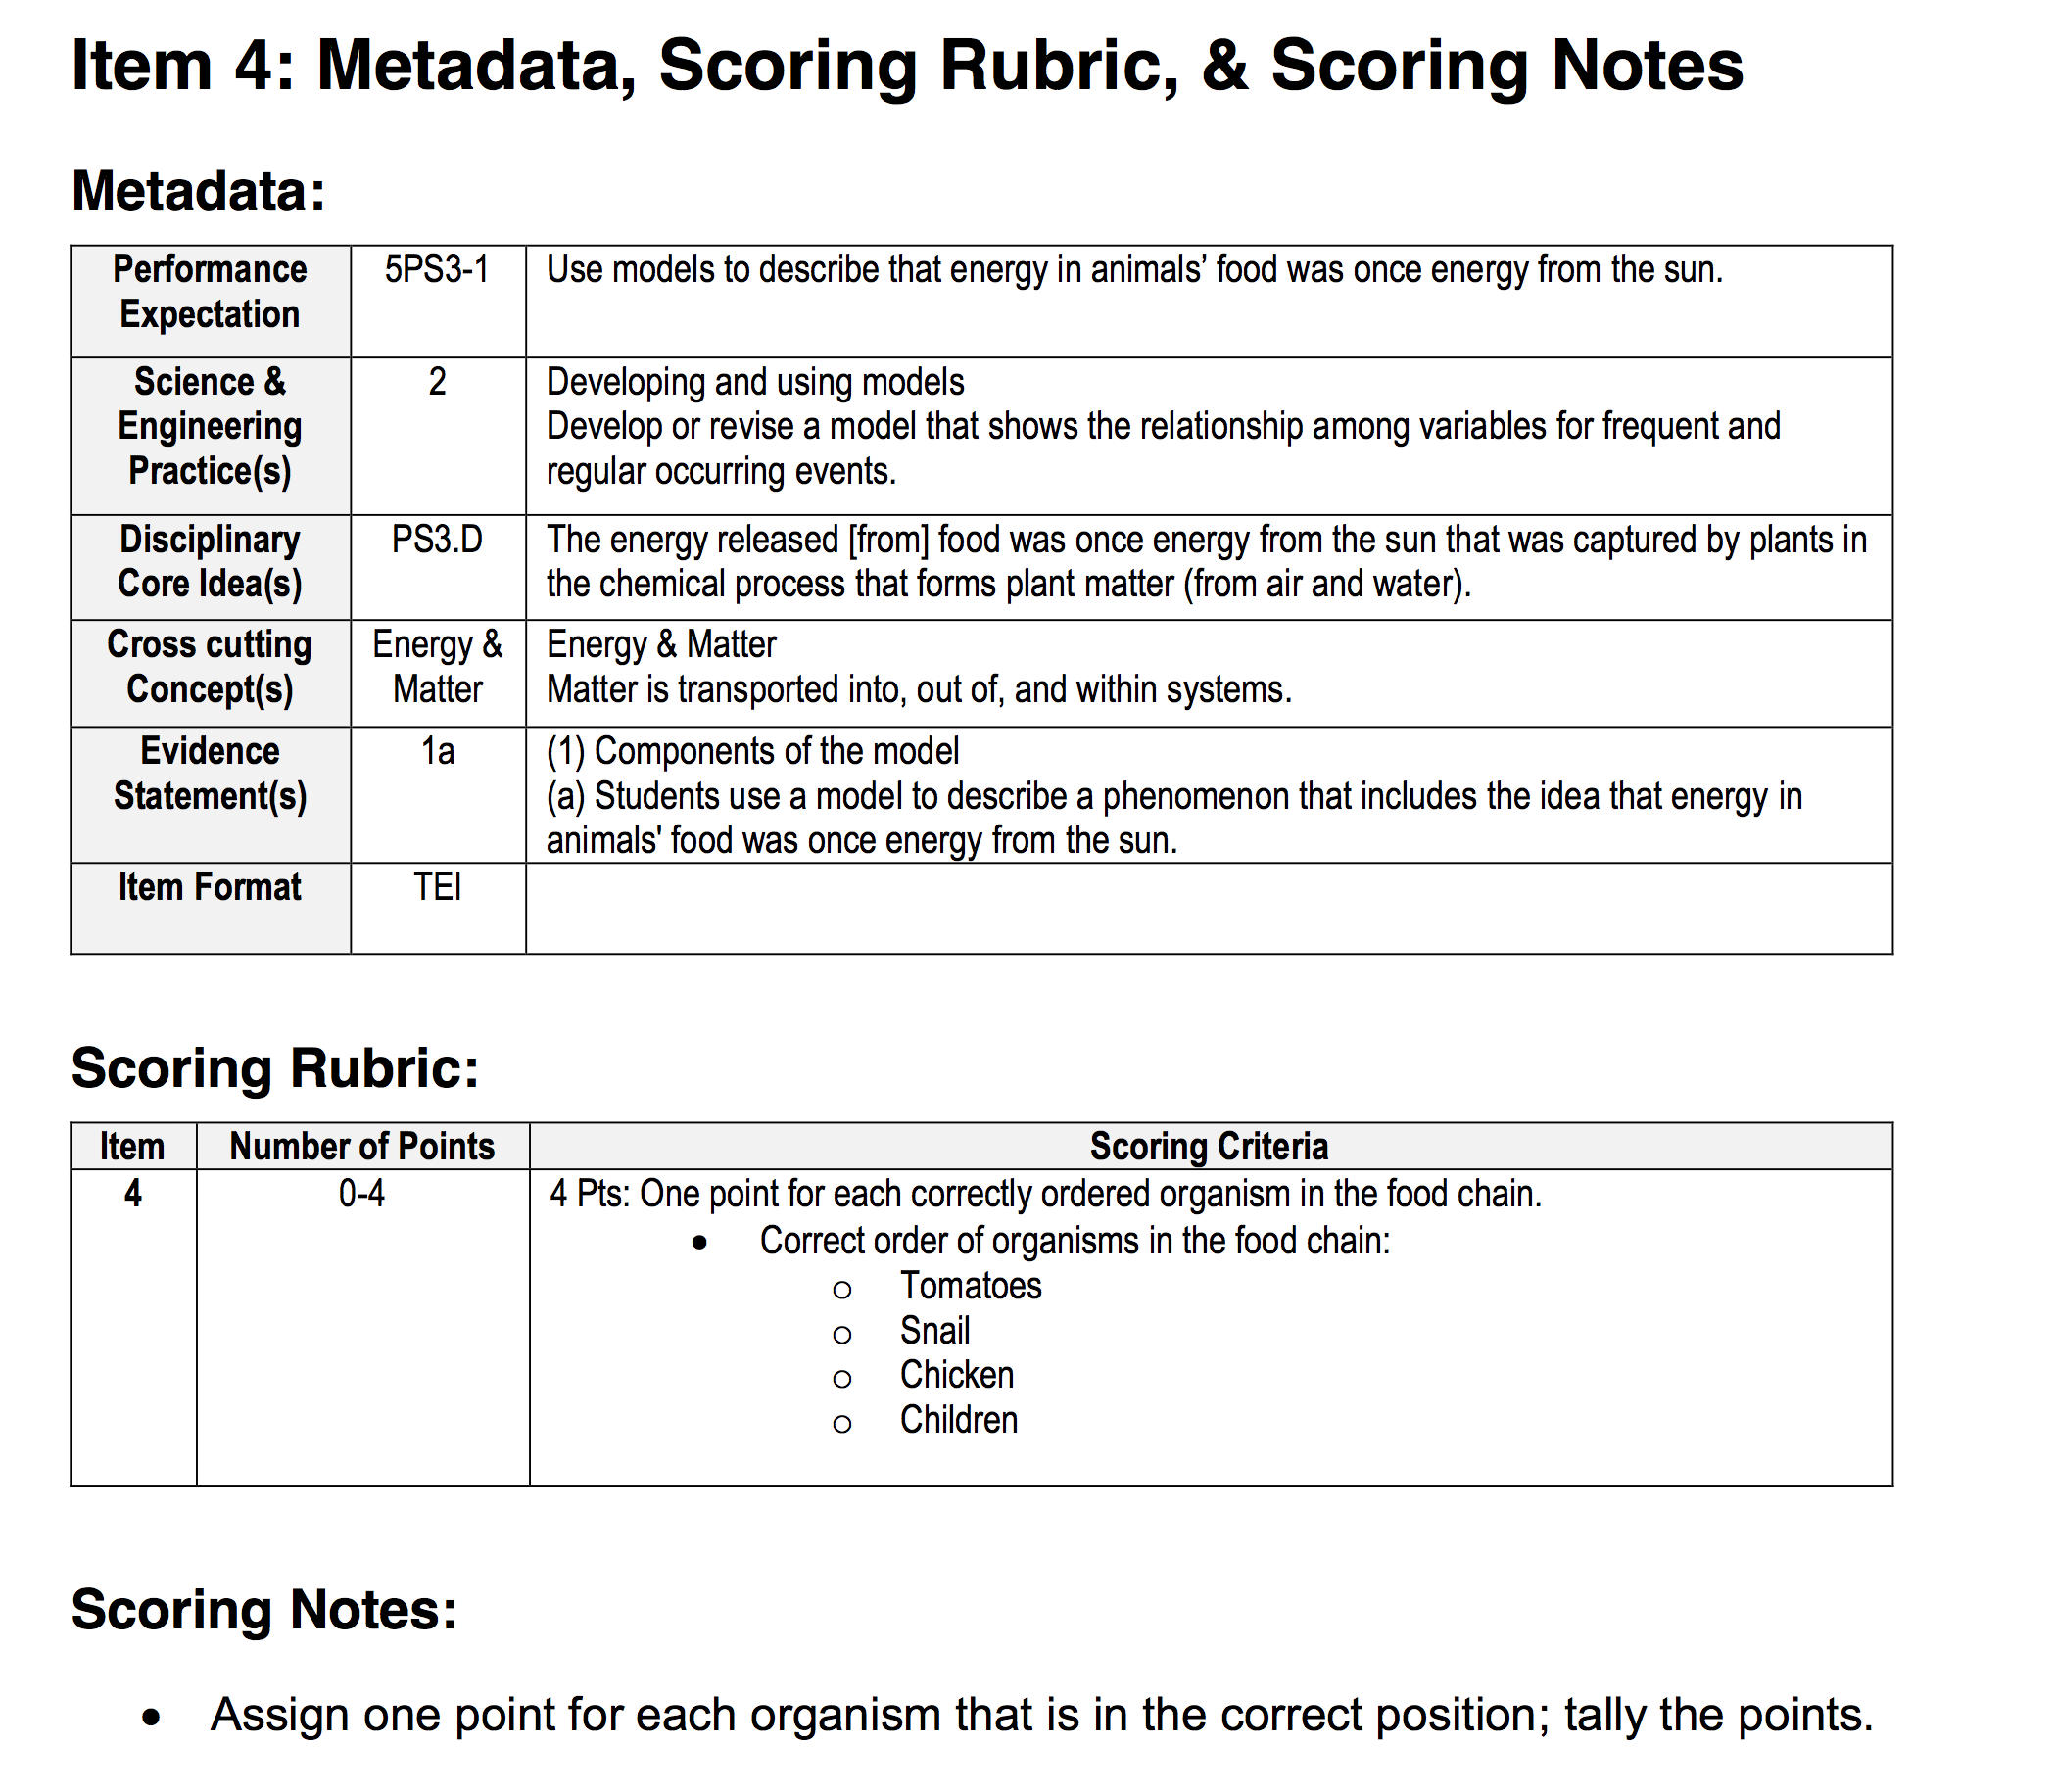 Item 4: Metadata, Scoring Rubric, & Scoring Notes
Metadata:
Performance Expectation 5PS3-1 Use models to describe that energy in animals’ food was once energy from the sun.
Science & Engineering Practice(s) 2 Developing and using models
Develop or revise a model that shows the relationship among variables for frequent and
regular occurring events.
Disciplinary Core Idea(s) PS3.D The energy released [from] food was once energy from the sun that was captured by plants in
the chemical process that forms plant matter (from air and water).
Cross cutting Concept(s) Energy & Matter Energy & Matter
Matter is transported into, out of, and within systems.
Evidence Statement(s) 1a (1) Components of the model
(a) Students use a model to describe a phenomenon that includes the idea that energy in
animals' food was once energy from the sun.
Item Format TEI
Scoring Rubric:
Item Number of Points Scoring Criteria
4 0-4 4 Pts: One point for each correctly ordered organism in the food chain.
• Correct order of organisms in the food chain:
o Tomatoes
o Snail
o Chicken
o Children
Scoring Notes:
• Assign one point for each organism that is in the correct position; tally the points.